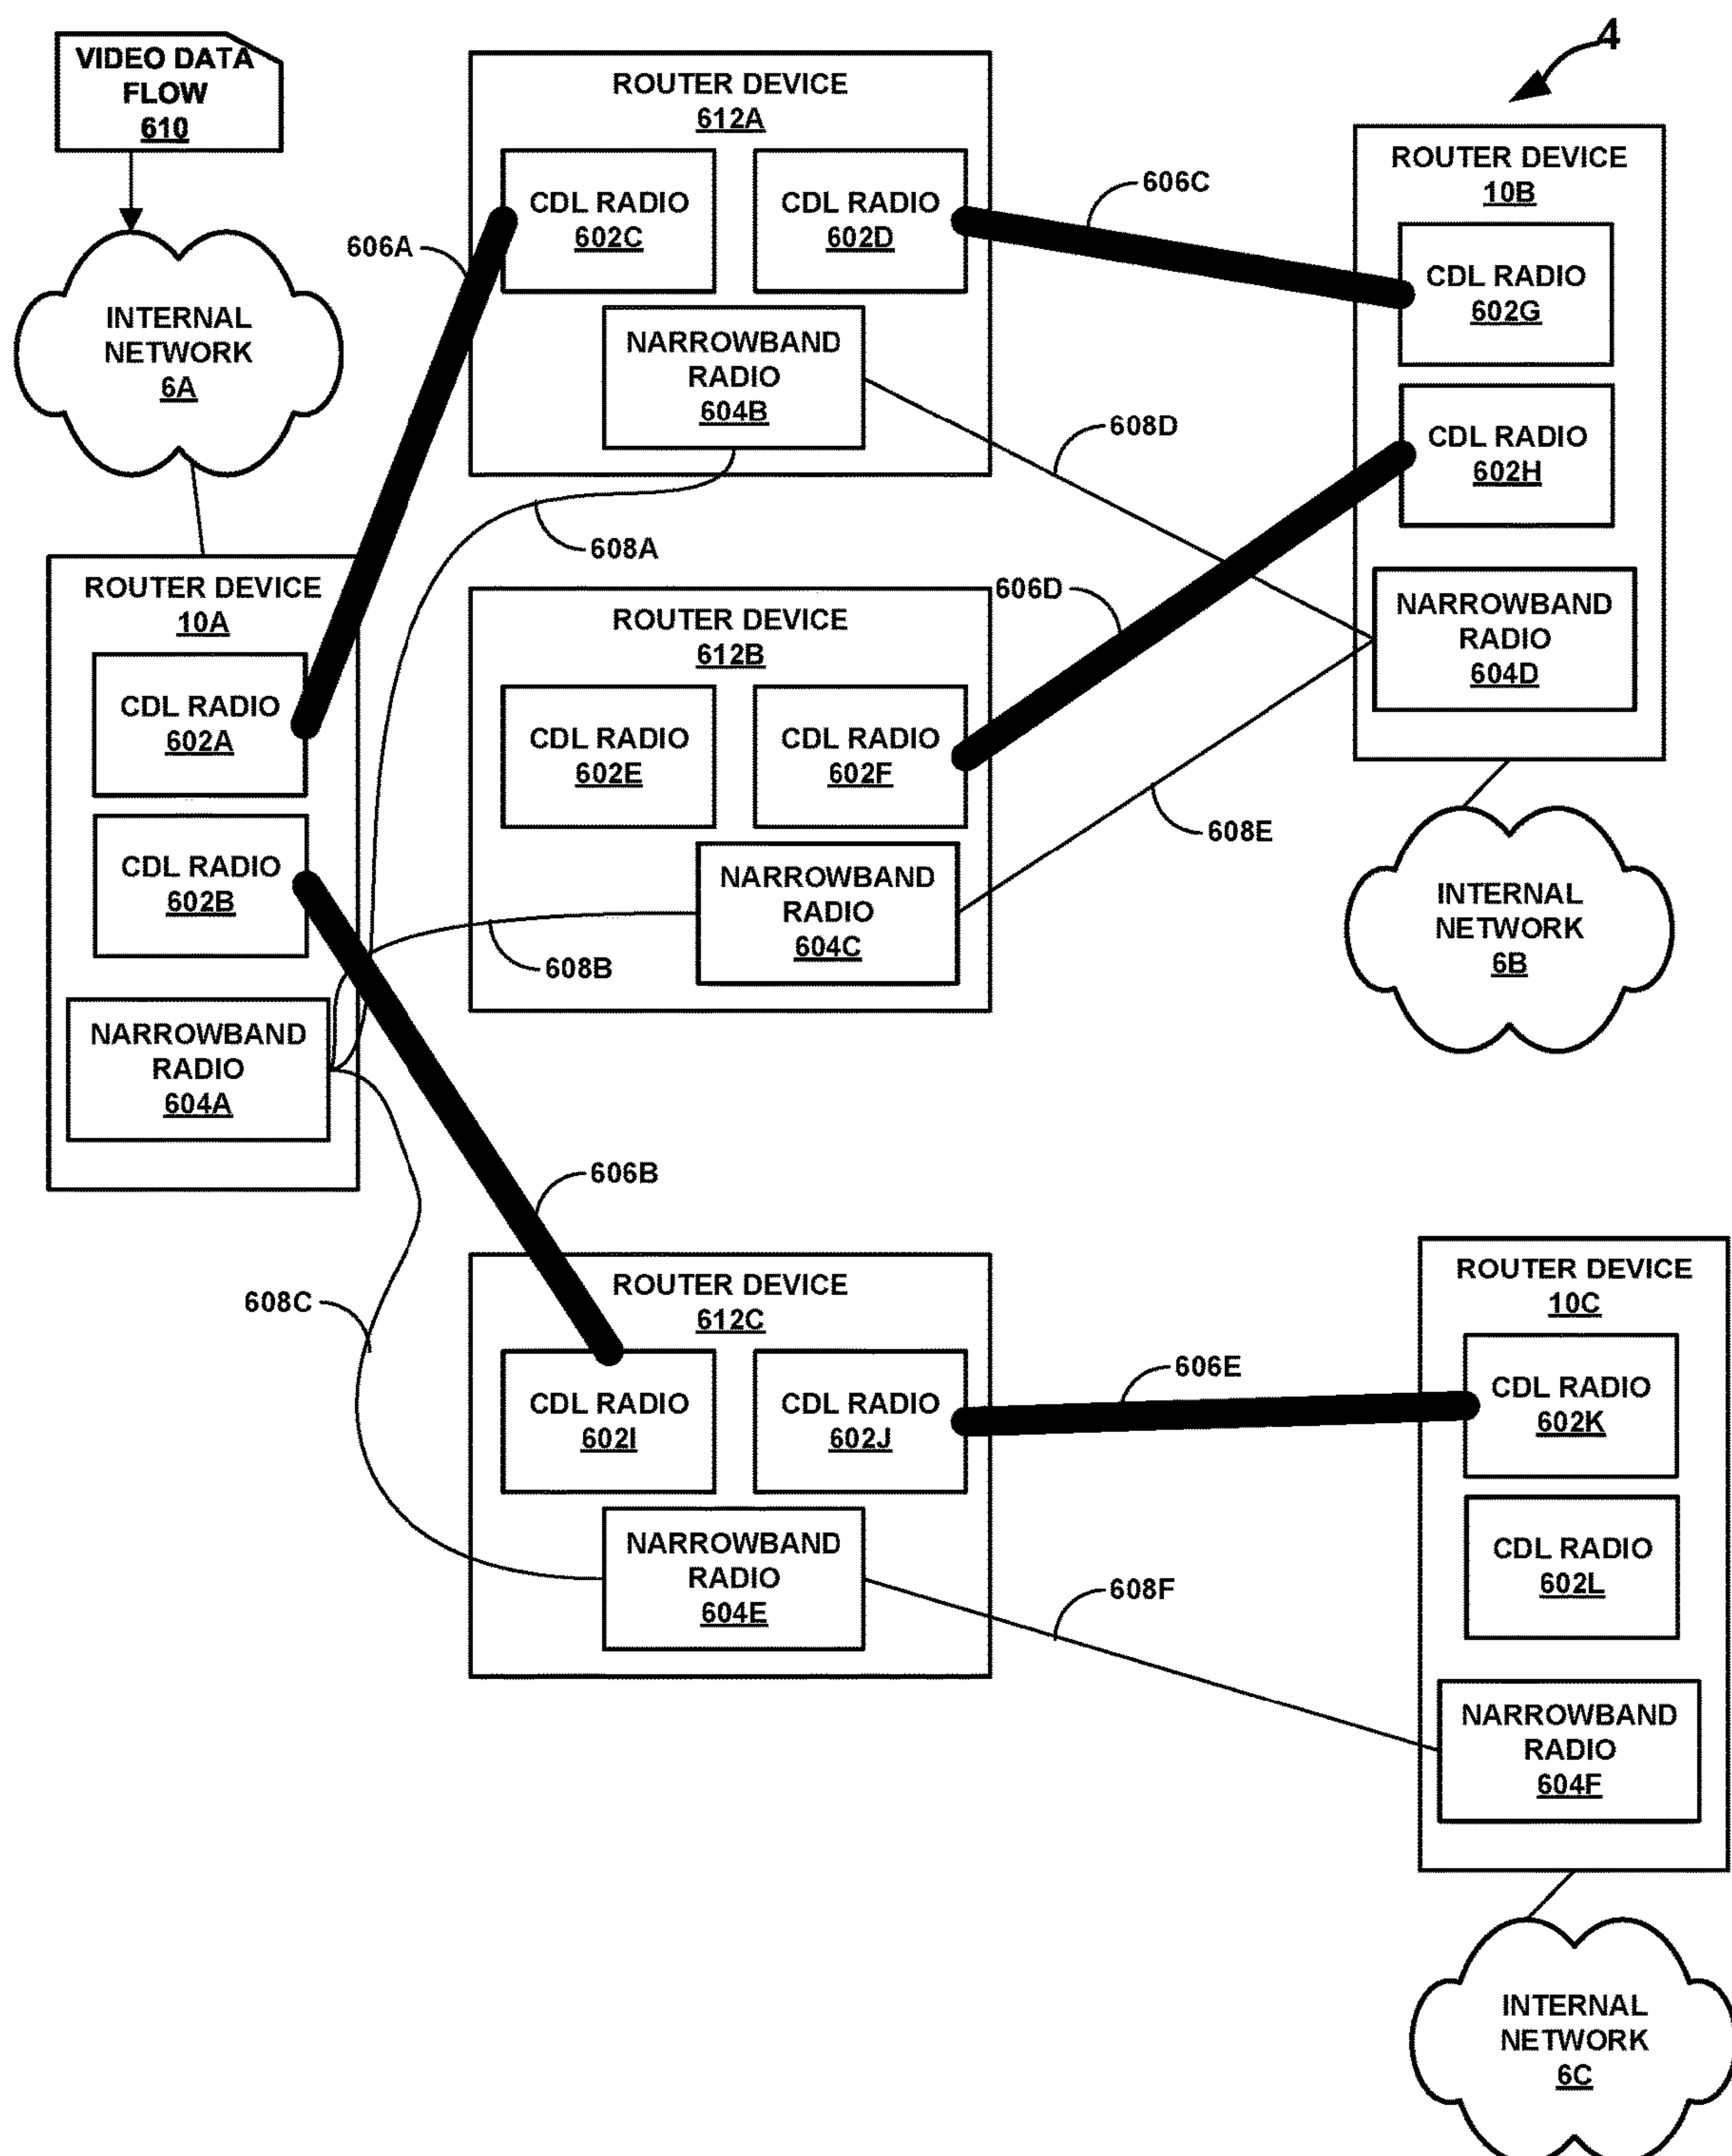 4
VIDEO DATA
FLOW
610
INTERNAL
NETWORK
6A
ROUTER DEVICE
612A
CDL RADIO
602C
CDL RADIO
602D
NARROWBAND
RADIO
604B
606A
606C
ROUTER DEVICE
10B
CDL RADIO
602G
CDL RADIO
602H
NARROWBAND
RADIO
604D
608D
608A
ROUTER DEVICE
10A
CDL RADIO
602A
CDL RADIO
602B
NARROWBAND
RADIO
604A
606D
ROUTER DEVICE
612B
CDL RADIO
602E
CDL RADIO
602F
NARROWBAND
RADIO
604C
608E
608B
INTERNAL
NETWORK
6B
606B
608C
ROUTER DEVICE
612C
CDL RADIO
602I
CDL RADIO
602J
NARROWBAND
RADIO
604E
606E
608F
ROUTER DEVICE
10C
CDL RADIO
602K
CDL RADIO
602L
NARROWBAND
RADIO
604F
INTERNAL
NETWORK
6C